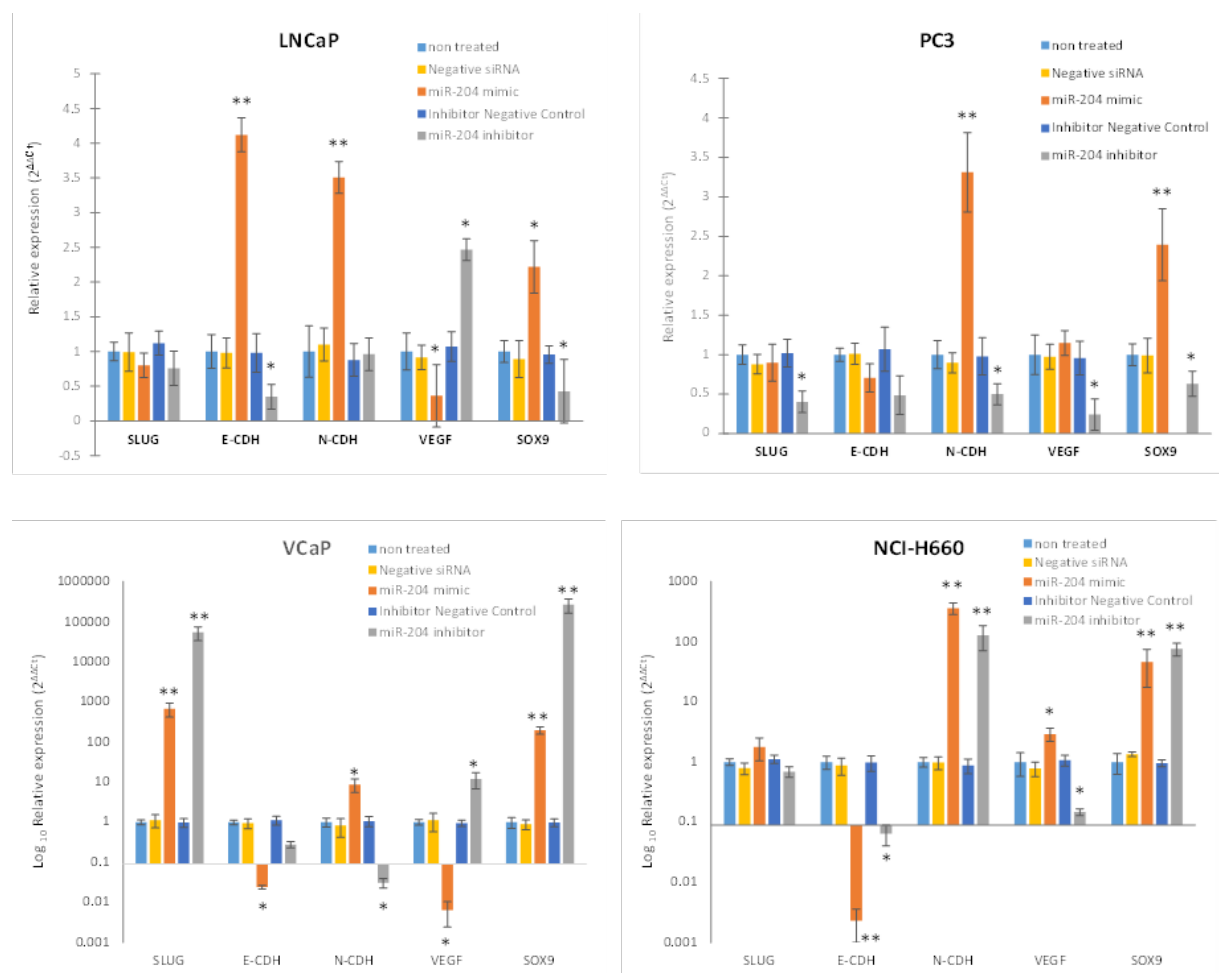 LNCaP
non treated
Negative siRNA
miR-204 mimic
Inhibitor Negative Control
miR-204 inhibitor
Relative expression (2ΔΔCt)
5
4.5
4
3.5
3
2.5
2
1.5
1
0.5
0
-0.5
** ** * * * * *
SLUG E-CDH N-CDH VEGF SOX9
PC3
non treated
Negative siRNA
miR-204 mimic
Inhibitor Negative Control
miR-204 inhibitor
Relative expression (2ΔΔCt)
4.5
4
3.5
3
2.5
2
1.5
1
0.5
0
* ** * * ** *
SLUG E-CDH N-CDH VEGF SOX9
VCaP
non treated
Negative siRNA
miR-204 mimic
Inhibitor Negative Control
miR-204 inhibitor
Log 10 Relative expression (2ΔΔCt)
1000000
100000
10000
1000
100
10
1
0.1
0.01
0.001
** ** * * * * * ** **
SLUG E-CDH N-CDH VEGF SOX9
NCI-H660
non treated
Negative siRNA
miR-204 mimic
Inhibitor Negative Control
miR-204 inhibitor
Log 10 Relative expression (2ΔΔCt)
1000
100
10
1
0.1
0.01
0.001
** * ** ** * * ** **
SLUG E-CDH N-CDH VEGF SOX9